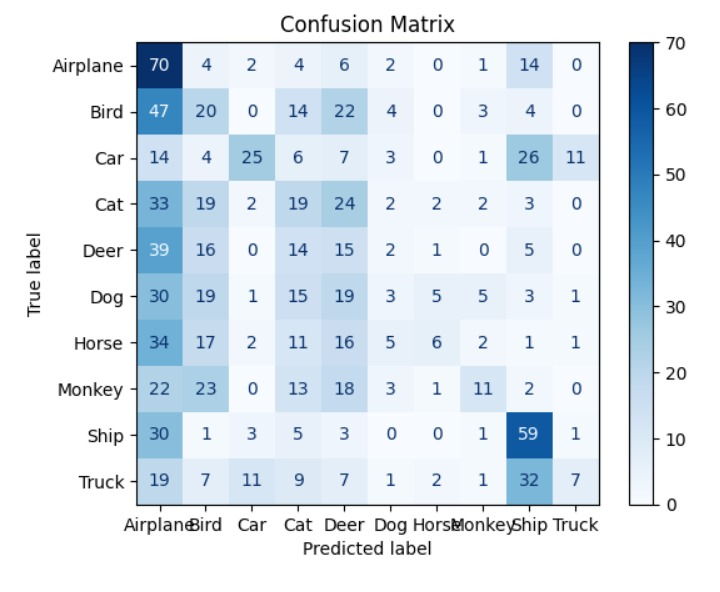 Confusion Matrix
Airplane 70 4 2 4 6 2 0 1 14 0
Bird 47 20 0 14 22 4 0 3 4 0
Car 14 4 25 6 7 3 0 1 26 11
Cat 33 19 2 19 24 2 2 2 3 0
Deer 39 16 0 14 15 2 1 0 5 0
Dog 30 19 1 15 19 3 5 5 3 1
Horse 34 17 2 11 16 5 6 2 1 1
Monkey 22 23 0 13 18 3 1 11 2 0
Ship 30 1 3 5 3 0 0 1 59 1
Truck 19 7 11 9 7 1 2 1 32 7
Airplane Bird Car Cat Deer Dog Horse Monkey Ship Truck
Predicted label
True label
70
60
50
40
30
20
10
0